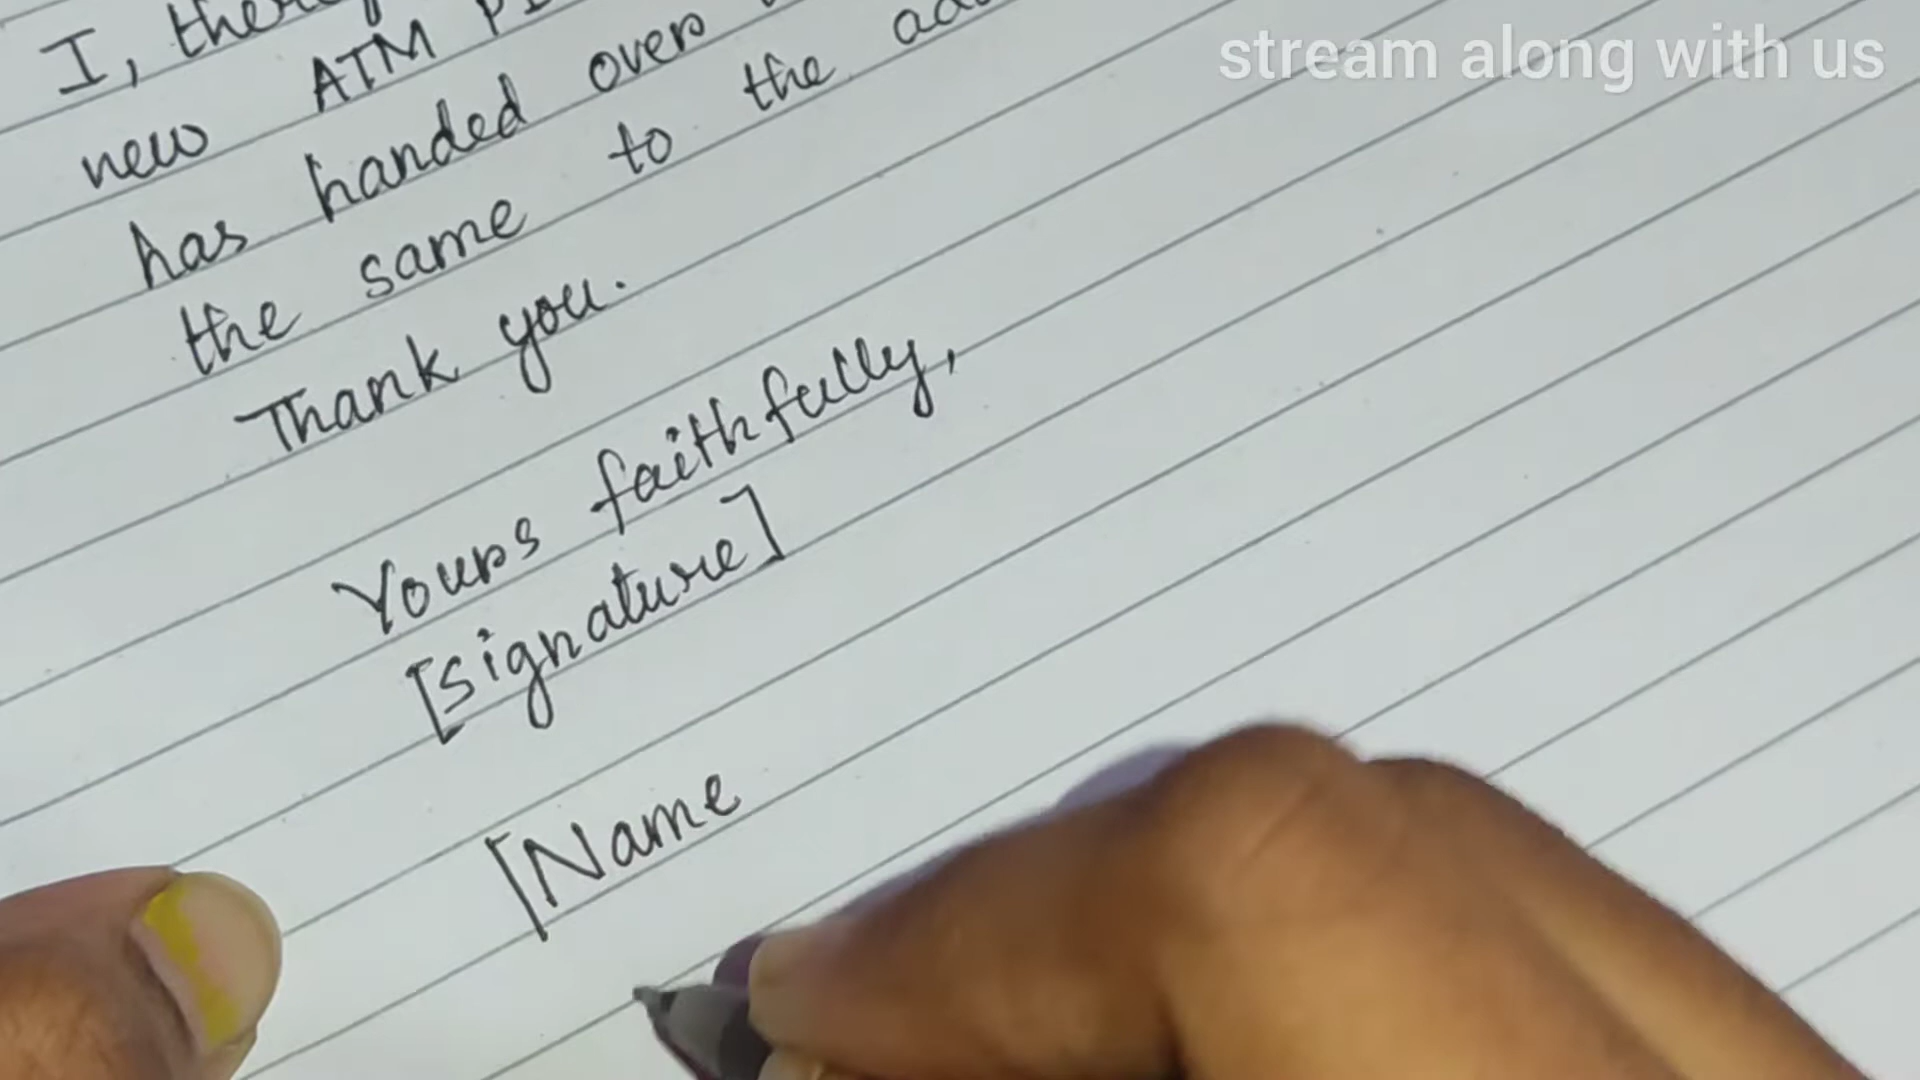 stream along with us
I,
new ATM
has handed over
the same to the
Thank you.
Yours faithfully,
[signature]
[Name